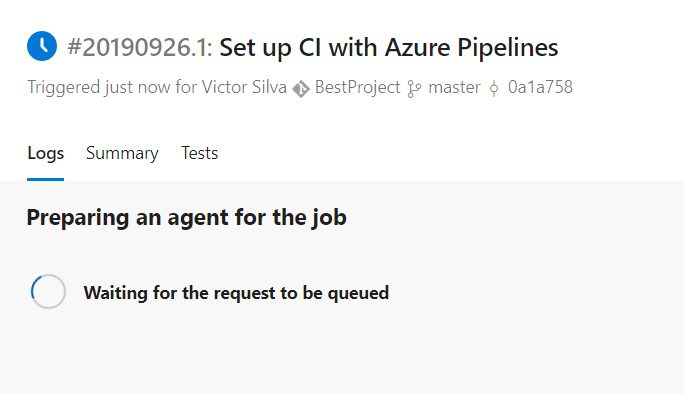 #20190926.1: Set up CI with Azure Pipelines
Triggered just now for Victor Silva BestProject master 0a1a758
Logs Summary Tests
Preparing an agent for the job
Waiting for the request to be queued